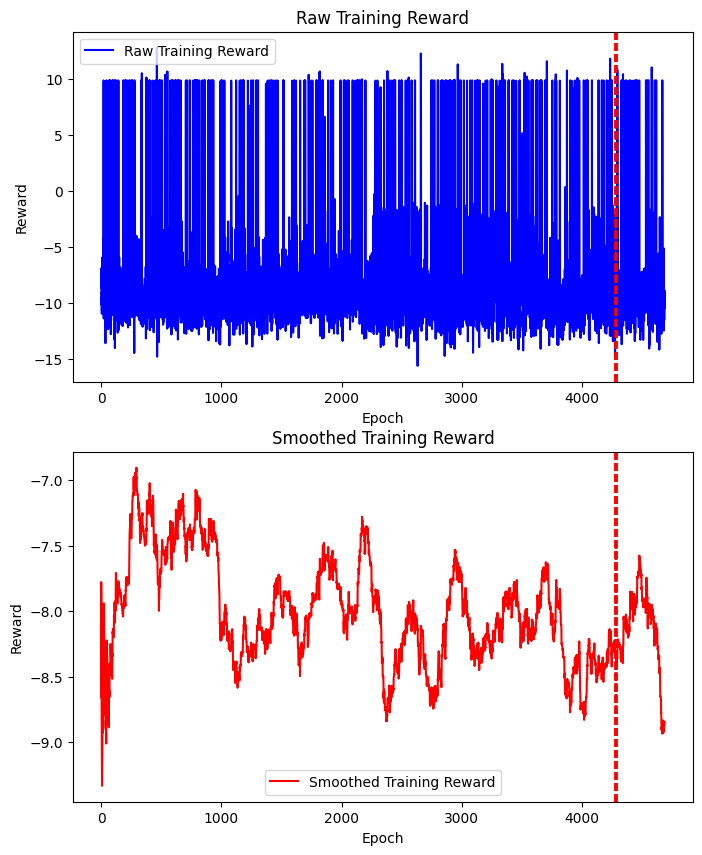 Raw Training Reward
Raw Training Reward
10
5
0
−5
−10
−15
Reward
0
1000
2000
3000
4000
Epoch
Smoothed Training Reward
−7.0
−7.5
−8.0
−8.5
−9.0
Reward
Smoothed Training Reward
0
1000
2000
3000
4000
Epoch